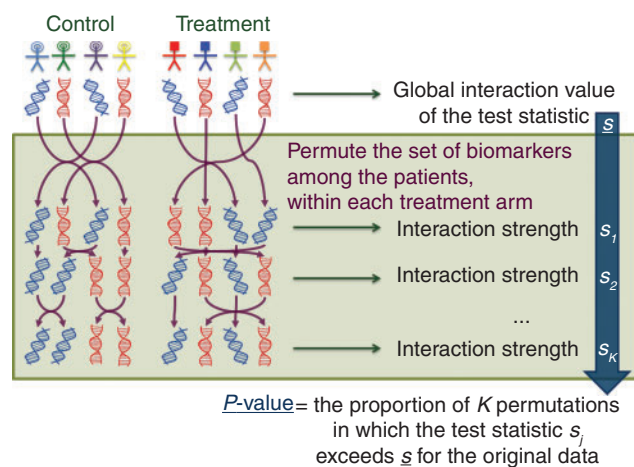 Control Treatment
Global interaction value
of the test statistic s
Permute the set of biomarkers
among the patients,
within each treatment arm
Interaction strength s1
Interaction strength s2
...
Interaction strength sK
P-value = the proportion of K permutations
in which the test statistic sj
exceeds s for the original data